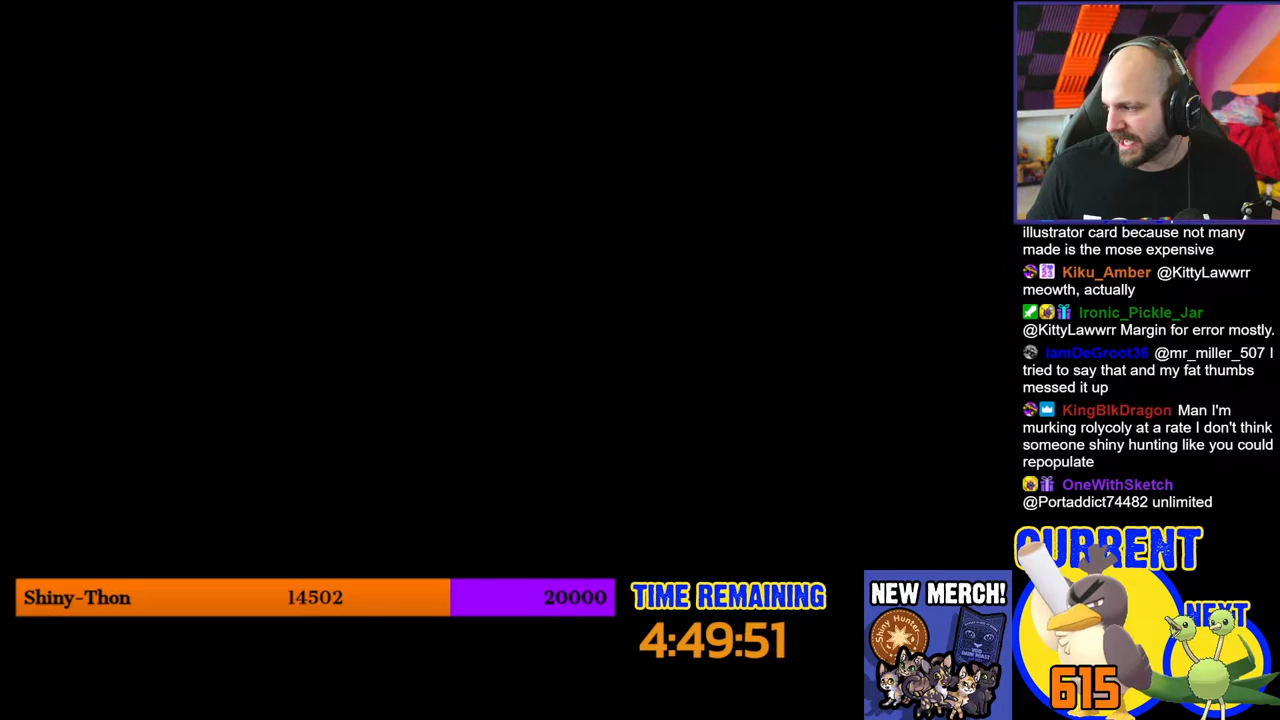 illustrator card because not many
made is the mose expensive
Kiku_Amber @KittyLawwrr
meowth, actually
Ironic_Pickle_Jar
@KittyLawwrr Margin for error mostly.
IamDeGroot36 @mr_miller_507 I
tried to say that and my fat thumbs
messed it up
KingBlkDragon Man I'm
murking rolycoly at a rate I don't think
someone shiny hunting like you could
repopulate
OneWithSketch
@Portaddict74482 unlimited
Shiny-Thon 14502 20000
TIME REMAINING
4:49:51
NEW MERCH!
Shiny Hunter
CURRENT
615
NEXT